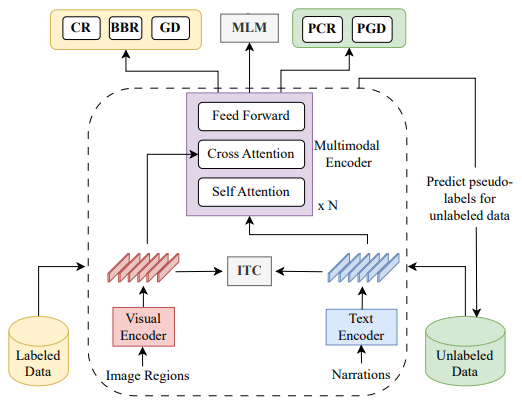 CR BBR GD
MLM
PCR PGD
Feed Forward
Cross Attention
Self Attention
Multimodal
Encoder
x N
Predict pseudo-
labels for
unlabeled data
ITC
Visual
Encoder
Text
Encoder
Labeled
Data
Unlabeled
Data
Image Regions
Narrations